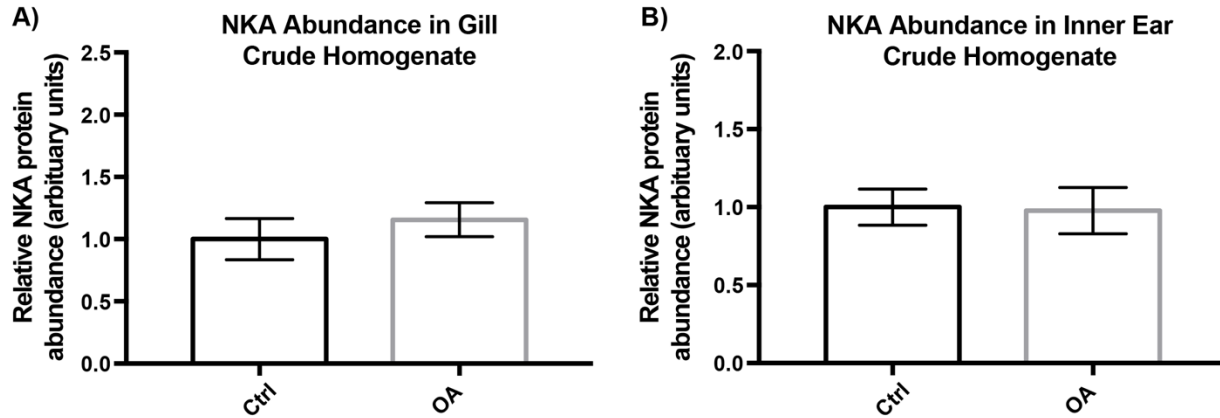 A)
NKA Abundance in Gill
Crude Homogenate
Relative NKA protein
abundance (arbituary units)
2.5
2.0
1.5
1.0
0.5
0.0
Ctrl
OA
B)
NKA Abundance in Inner Ear
Crude Homogenate
Relative NKA protein
abundance (arbituary units)
2.0
1.5
1.0
0.5
0.0
Ctrl
OA